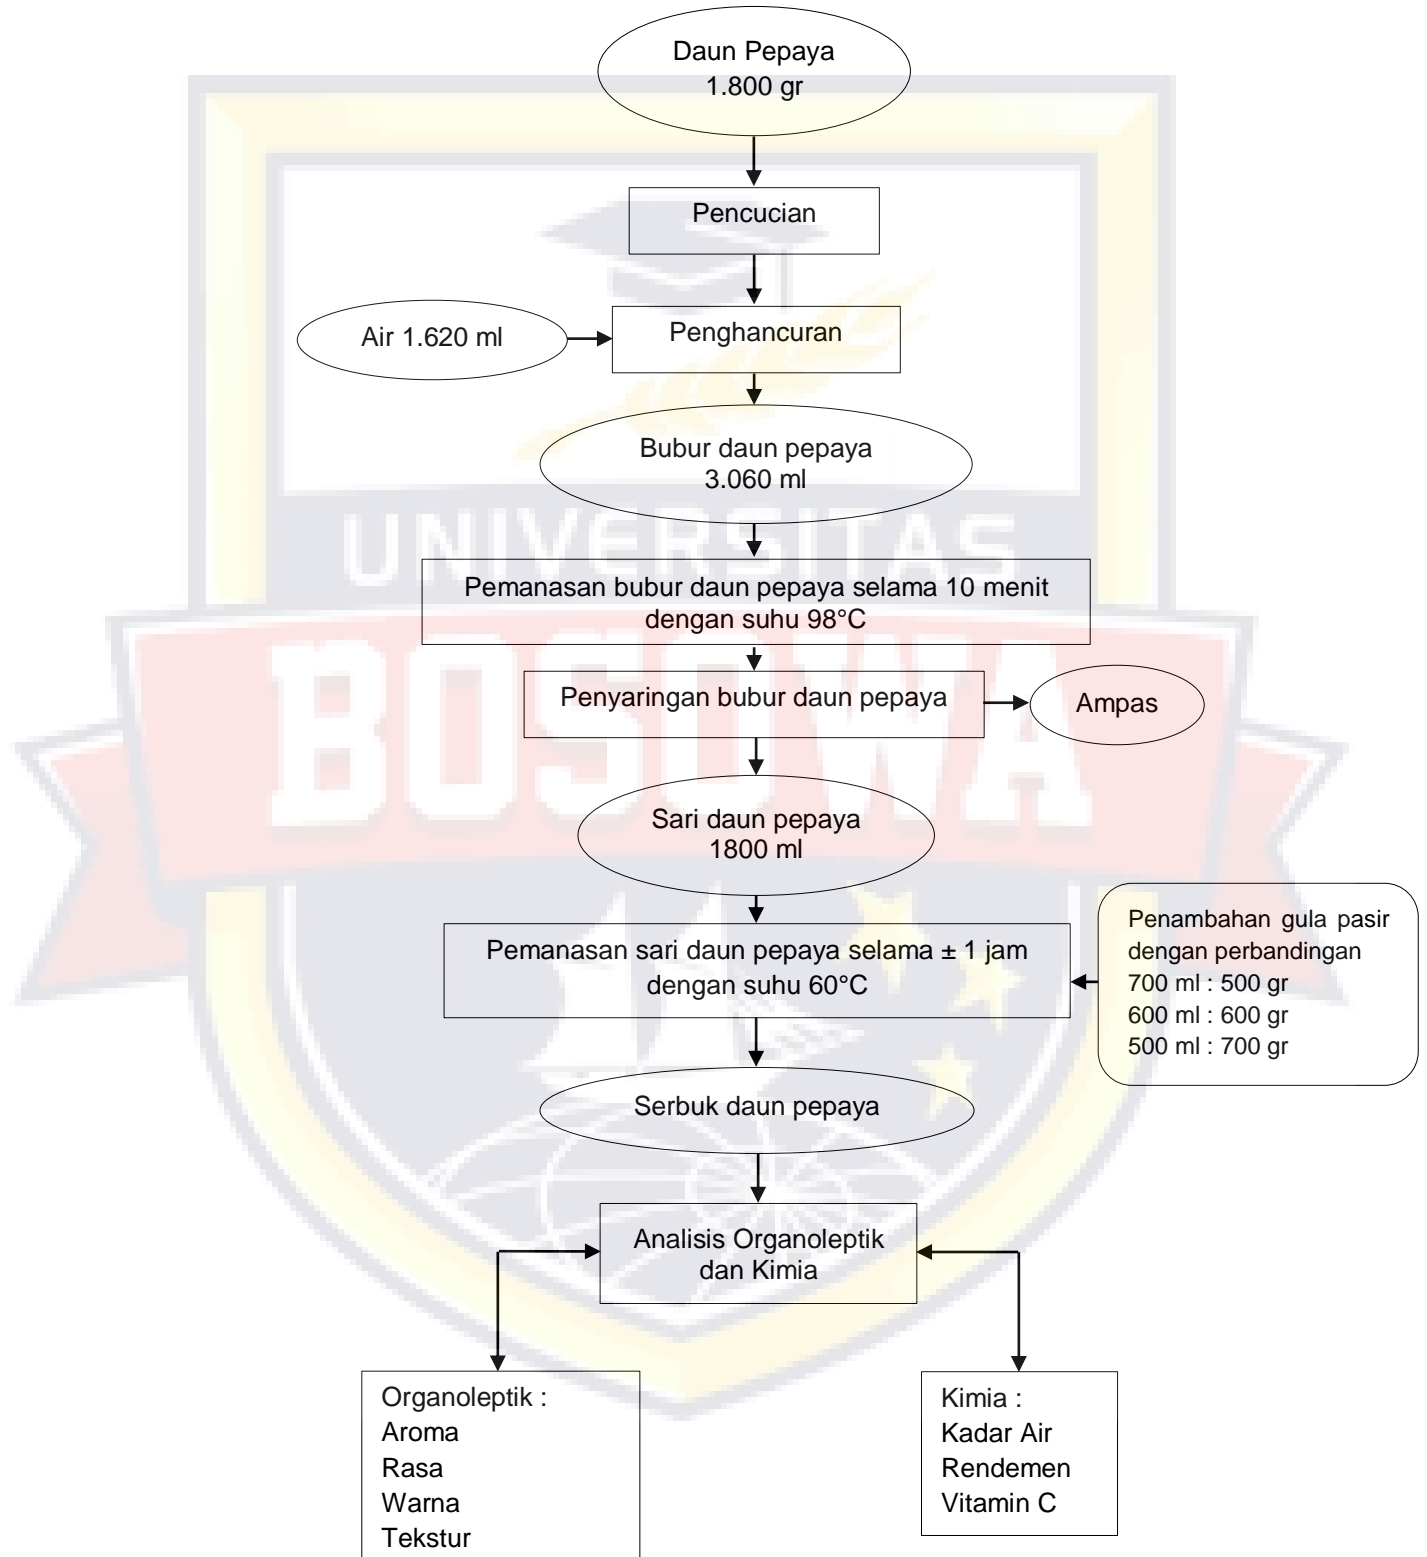 Daun Pepaya
1.800 gr
Pencucian
Air 1.620 ml
Penghancuran
Bubur daun pepaya
3.060 ml
UNIVERSITAS
Pemanasan bubur daun pepaya selama 10 menit
dengan suhu 98°C
BOSOWA
Penyaringan bubur daun pepaya
Ampas
Sari daun pepaya
1800 ml
Pemanasan sari daun pepaya selama ± 1 jam
dengan suhu 60°C
Penambahan gula pasir
dengan perbandingan
700 ml : 500 gr
600 ml : 600 gr
500 ml : 700 gr
Serbuk daun pepaya
Analisis Organoleptik
dan Kimia
Organoleptik :
Aroma
Rasa
Warna
Tekstur
Kimia :
Kadar Air
Rendemen
Vitamin C